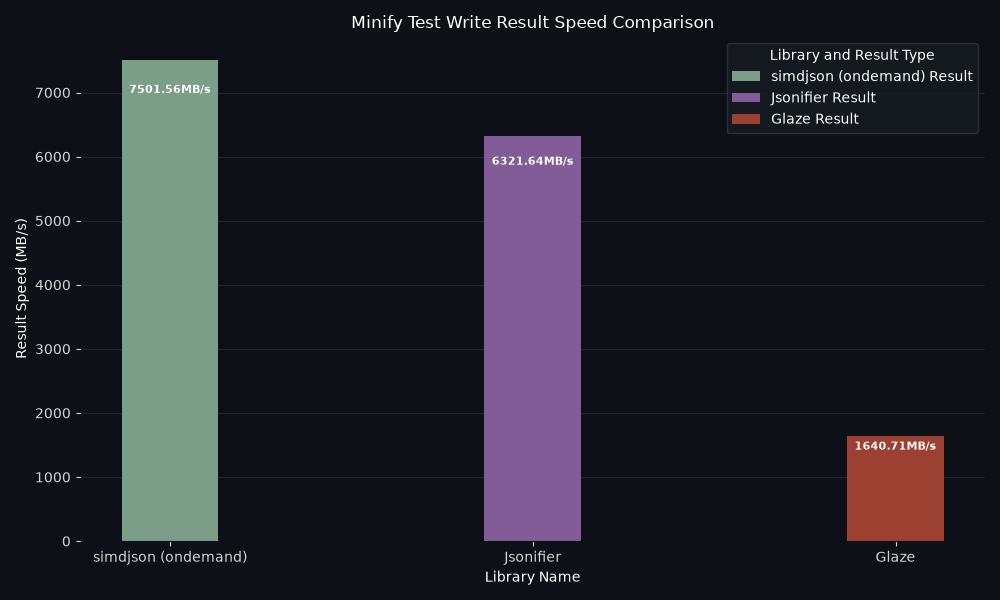 Minify Test Write Result Speed Comparison
Library and Result Type
simdjson (ondemand) Result
Jsonifier Result
Glaze Result
7501.56MB/s
6321.64MB/s
1640.71MB/s
Result Speed (MB/s)
7000
6000
5000
4000
3000
2000
1000
0
simdjson (ondemand)
Jsonifier
Glaze
Library Name